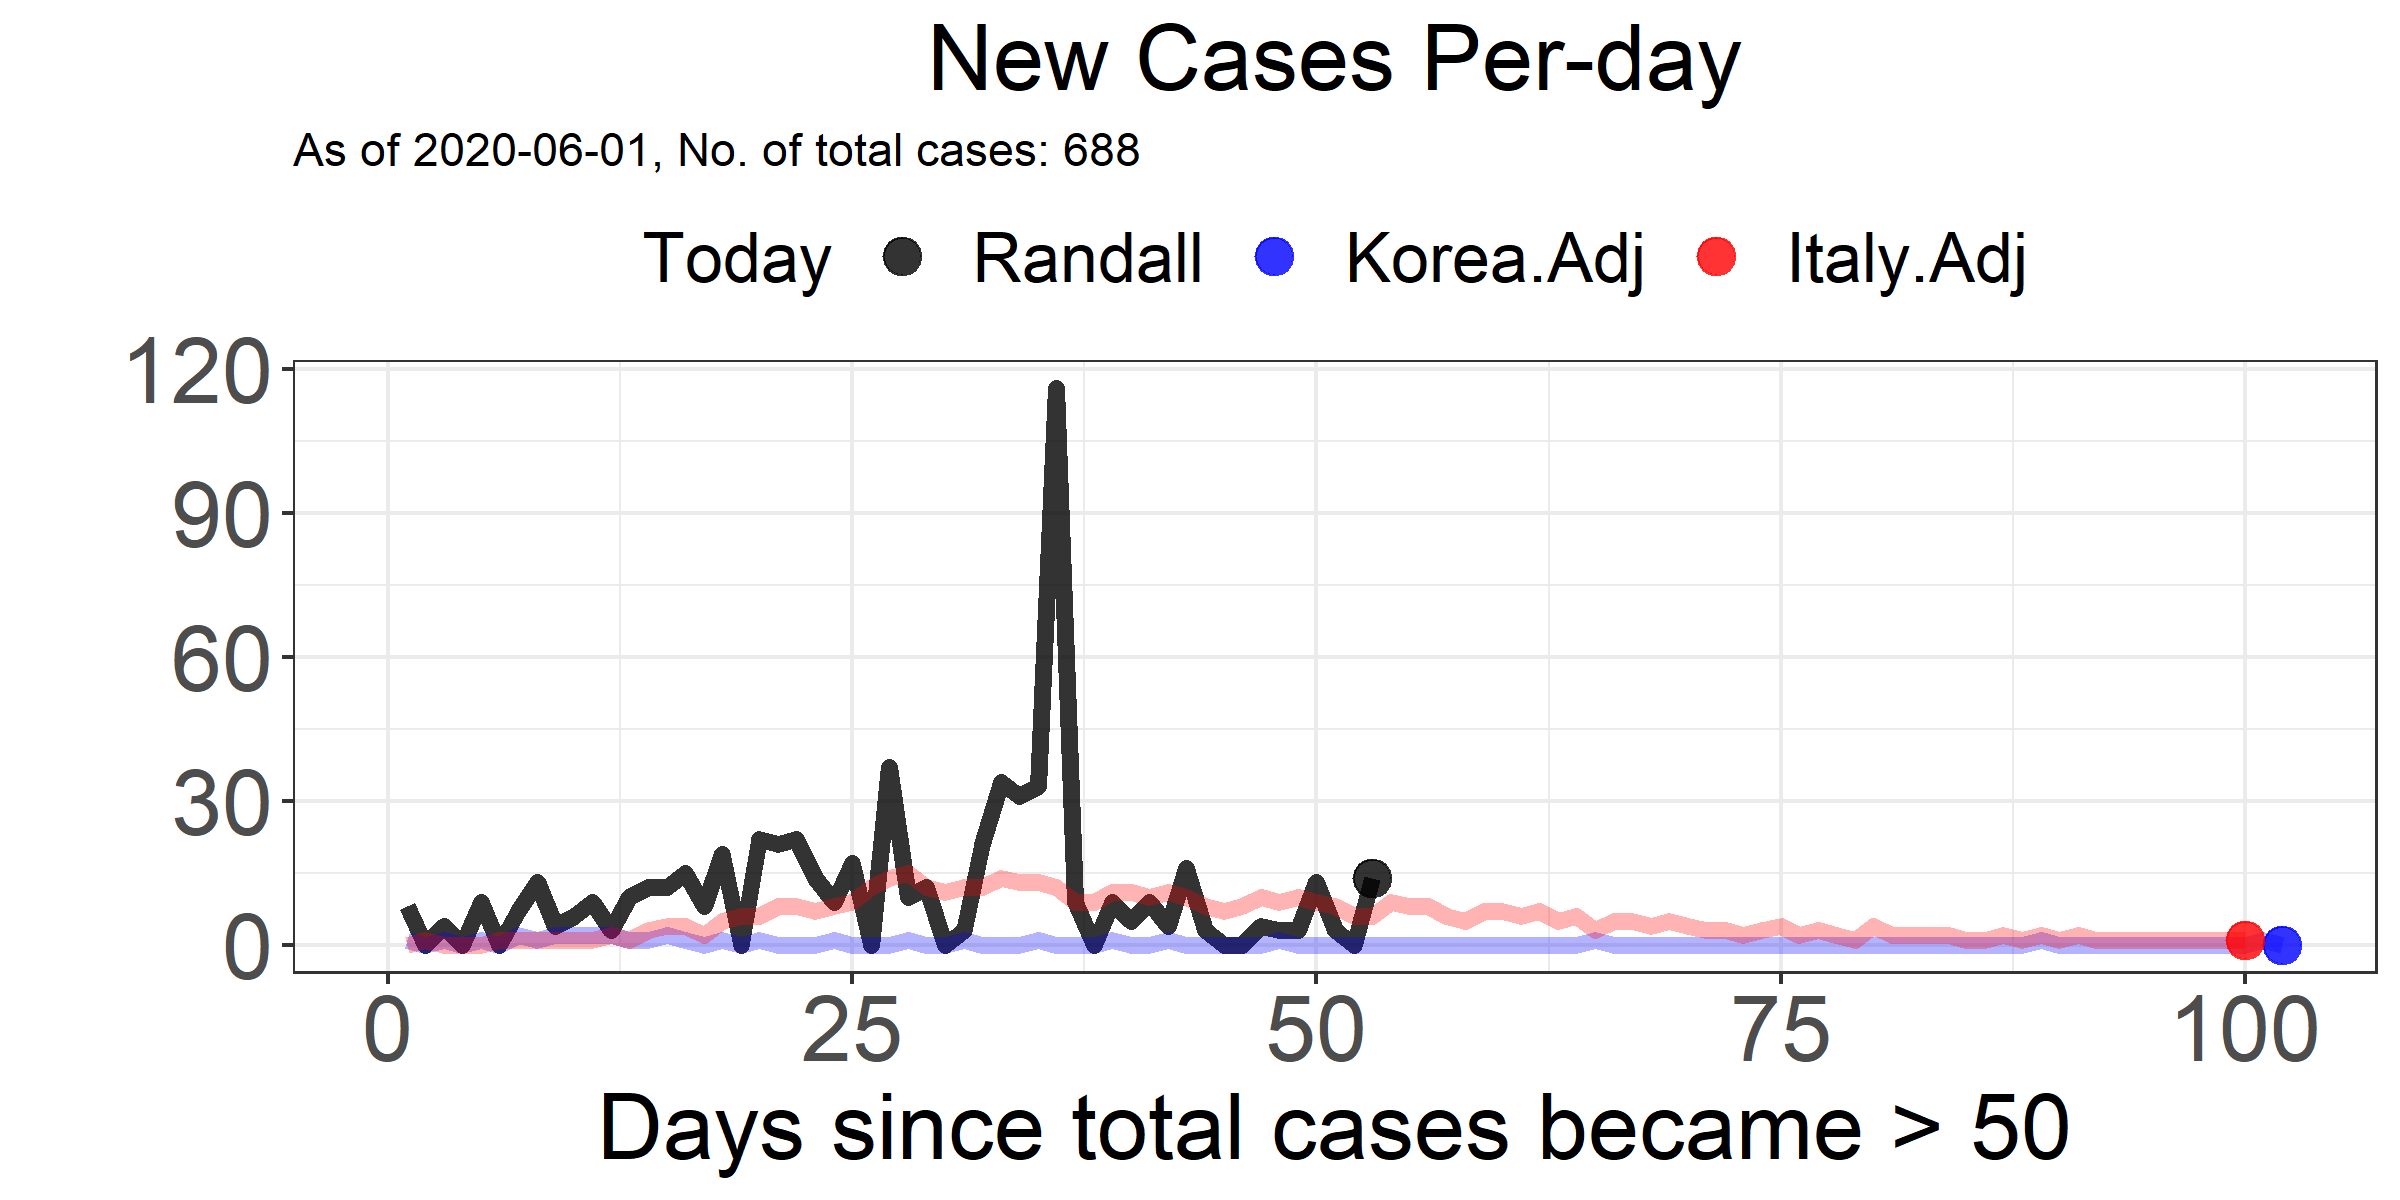 New Cases Per-day
As of 2020-06-01, No. of total cases: 688
Today Randall Korea.Adj Italy.Adj
120
90
60
30
0
0 25 50 75 100
Days since total cases became > 50